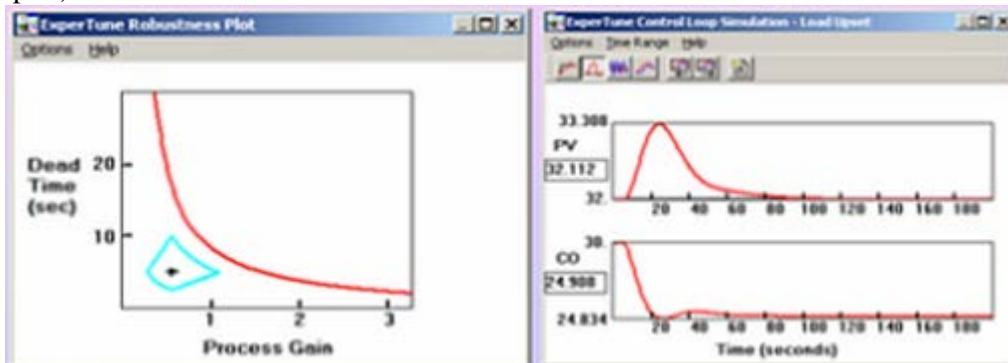 ExperTune Robustness Plot
Options Help
Dead
Time
(sec)
20
10
1 2 3
Process Gain
ExperTune Control Loop Simulation - Load Upset
Options Time Range Help
33.308
PV
32.112
32.
20 40 60 80 100 120 140 160 180
30.
CO
24.908
24.834
20 40 60 80 100 120 140 160 180
Time (seconds)